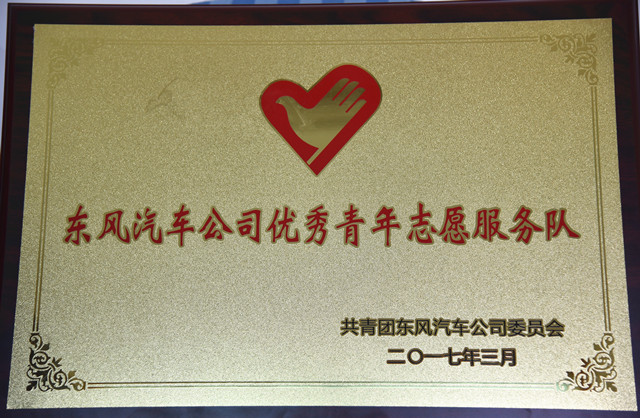 东风汽车公司优秀青年志愿服务队
共青团东风汽车公司委员会
二〇一七年三月